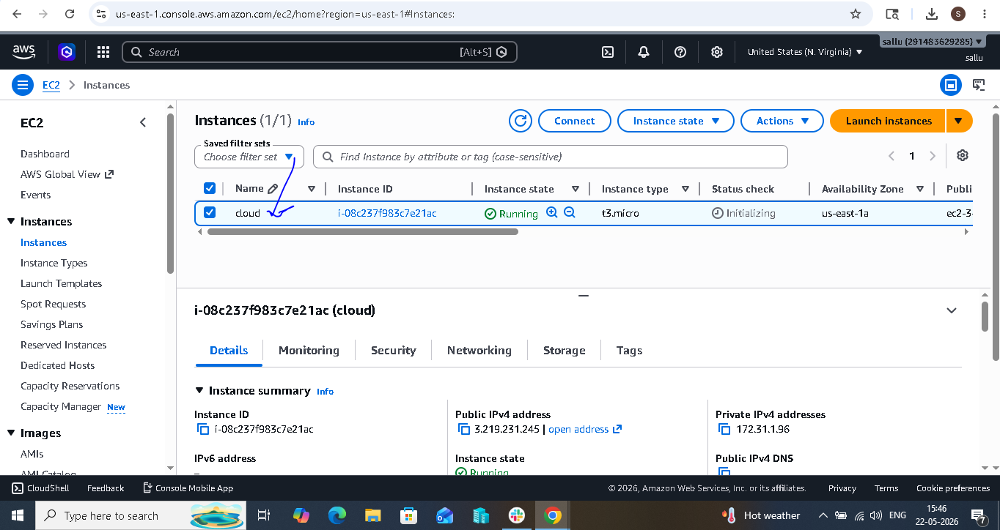 us-east-1.console.aws.amazon.com/ec2/home?region=us-east-1#Instances:
S
aws
Search
[Alt+S]
United States (N. Virginia)
sallu (291483629285)
sallu
EC2
Instances
EC2
Dashboard
AWS Global View
Events
Instances
Instances
Instance Types
Launch Templates
Spot Requests
Savings Plans
Reserved Instances
Dedicated Hosts
Capacity Reservations
Capacity Manager New
Images
AMIs
AMI Catalog
Instances (1/1) Info
Connect
Instance state
Actions
Launch instances
Saved filter sets
Choose filter set
Find Instance by attribute or tag (case-sensitive)
1
Name Instance ID Instance state Instance type Status check Availability Zone Publi
cloud i-08c237f983c7e21ac Running t3.micro Initializing us-east-1a ec2-3
i-08c237f983c7e21ac (cloud)
Details Monitoring Security Networking Storage Tags
Instance summary Info
Instance ID
i-08c237f983c7e21ac
IPv6 address
–
Public IPv4 address
3.219.231.245 | open address
Instance state
Running
Private IPv4 addresses
172.31.1.96
Public IPv4 DNS
CloudShell Feedback Console Mobile App
© 2026, Amazon Web Services, Inc. or its affiliates. Privacy Terms Cookie preferences
Type here to search
Hot weather
ENG
15:46
22-05-2026
7